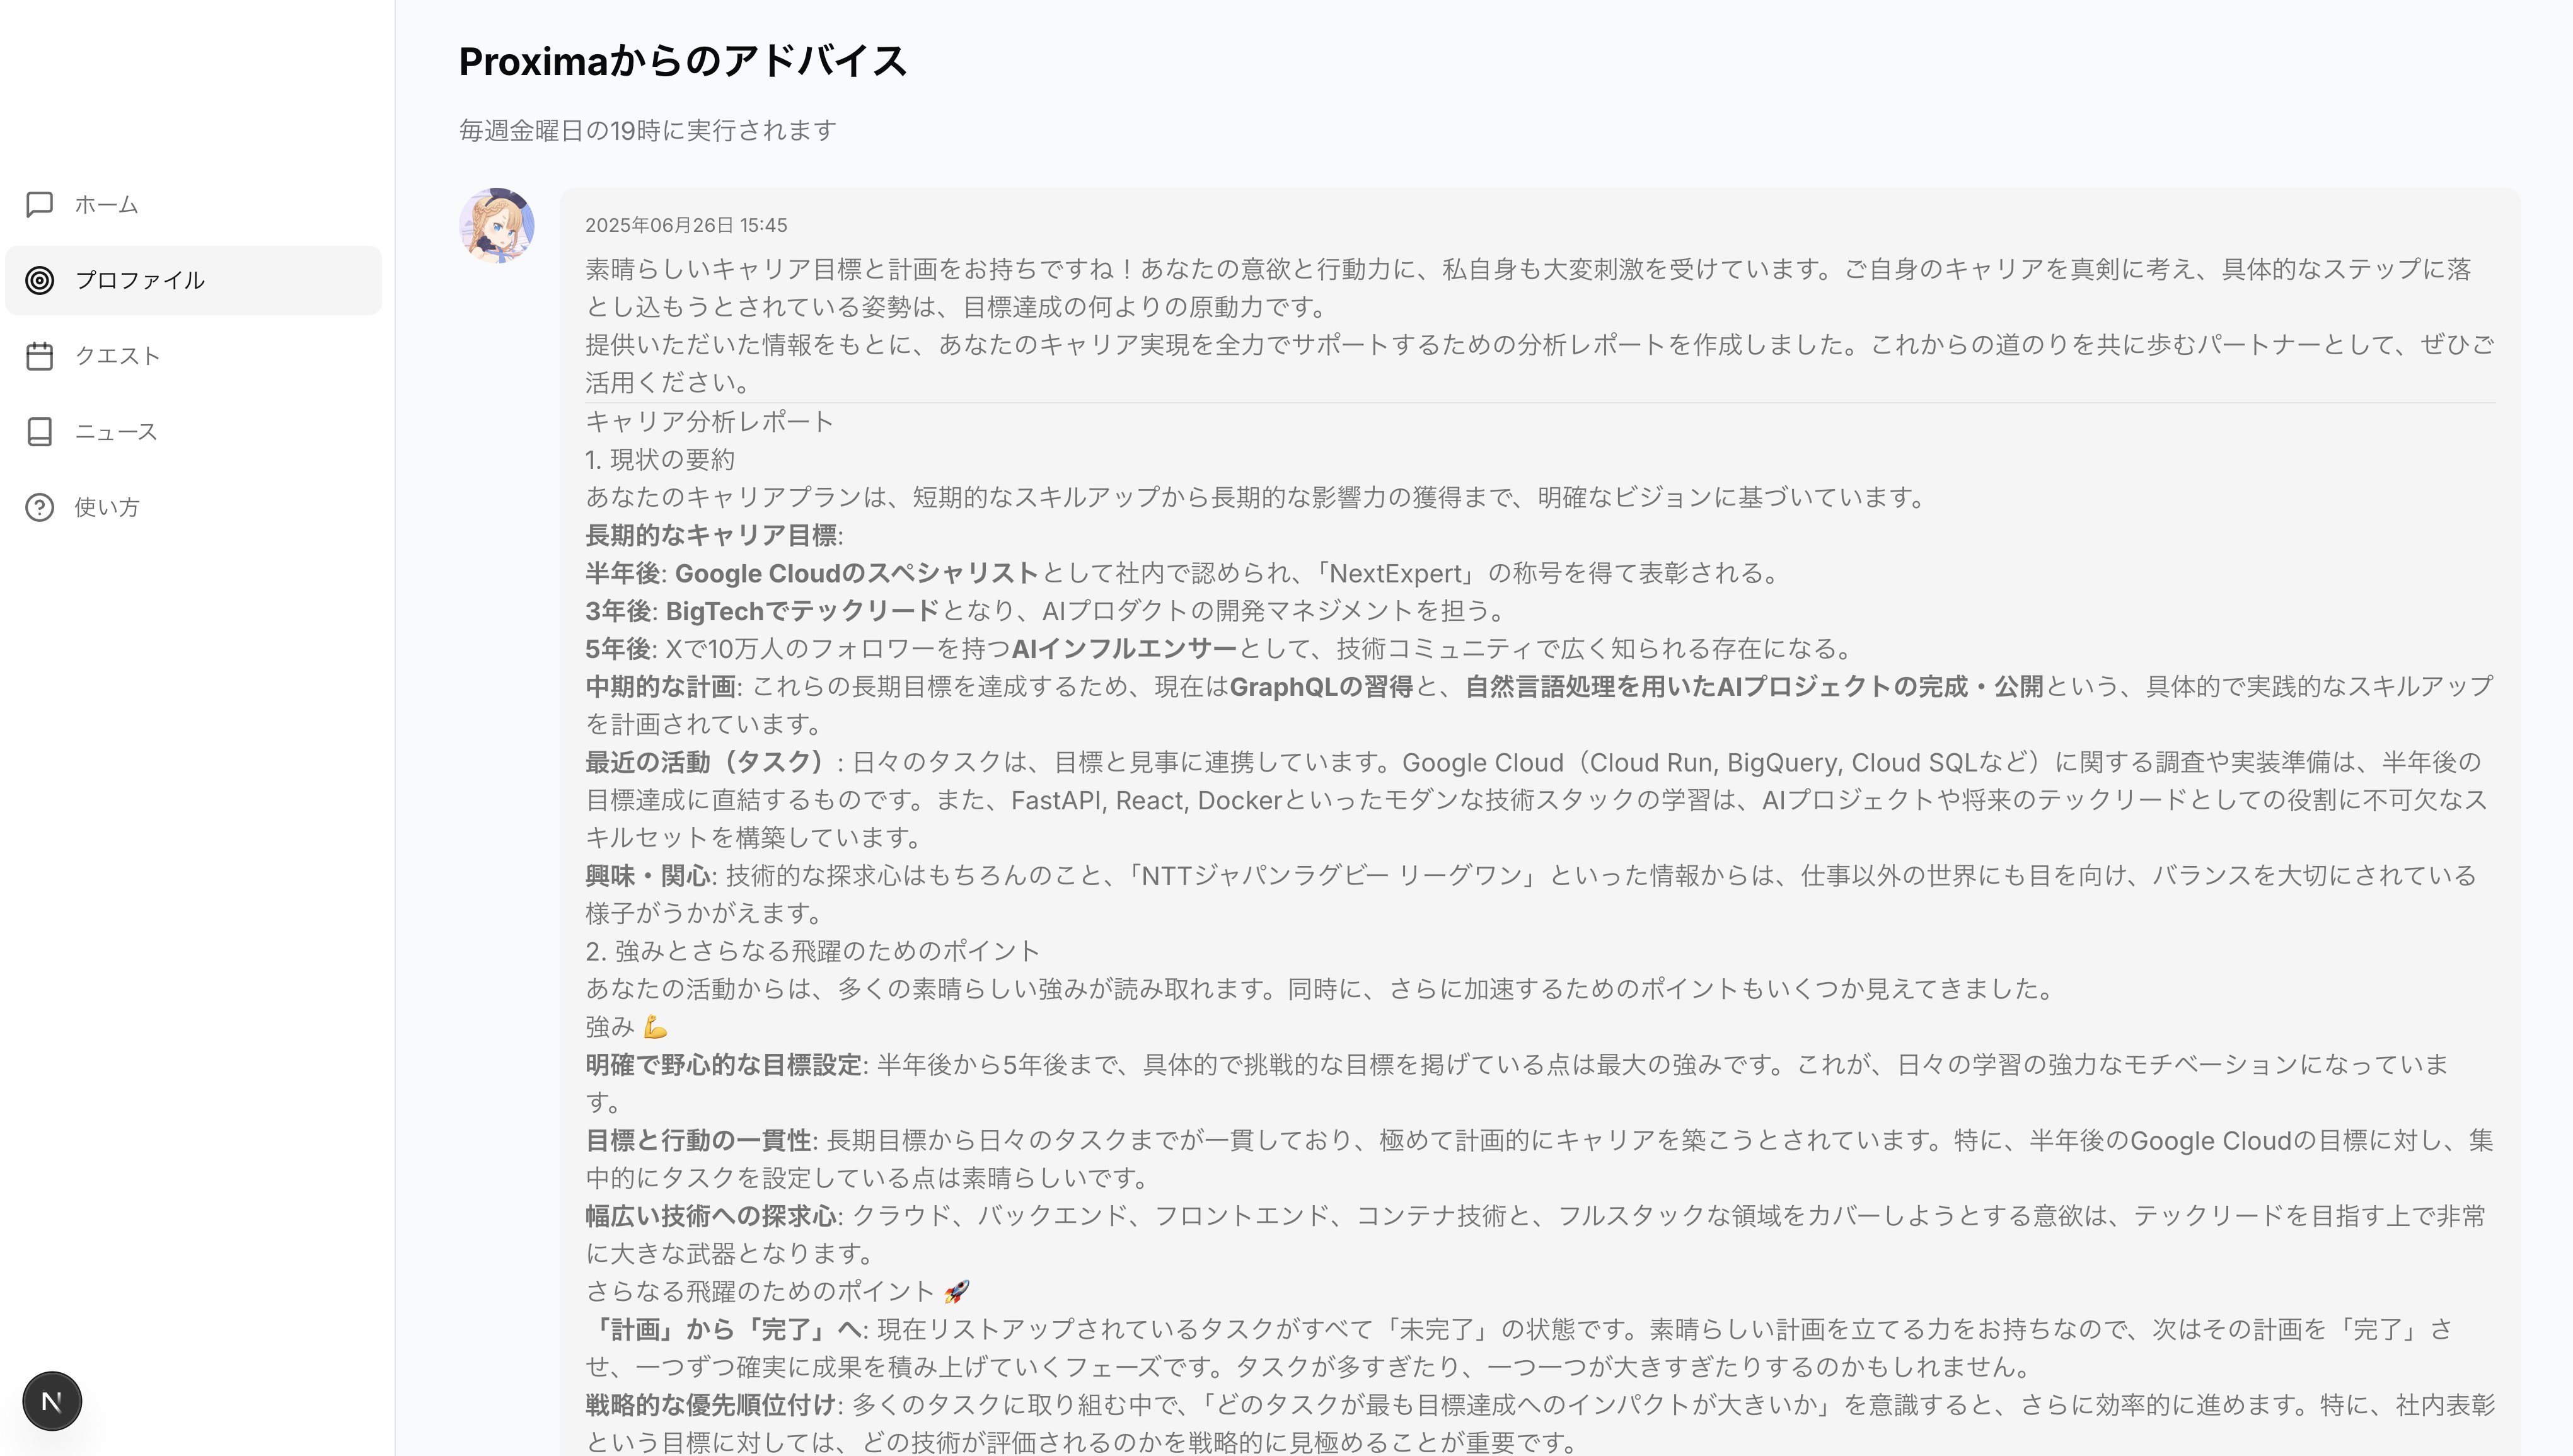 Proximaからのアドバイス
毎週金曜日の19時に実行されます
ホーム
プロファイル
クエスト
ニュース
使い方
2025年06月26日 15:45
素晴らしいキャリア目標と計画をお持ちですね！あなたの意欲と行動力に、私自身も大変刺激を受けています。ご自身のキャリアを真剣に考え、具体的なステップに落
とし込もうとされている姿勢は、目標達成の何よりの原動力です。
提供いただいた情報をもとに、あなたのキャリア実現を全力でサポートするための分析レポートを作成しました。これからの道のりを共に歩むパートナーとして、ぜひご
活用ください。
キャリア分析レポート
1. 現状の要約
あなたのキャリアプランは、短期的なスキルアップから長期的な影響力の獲得まで、明確なビジョンに基づいています。
長期的なキャリア目標:
半年後: Google Cloudのスペシャリストとして社内で認められ、「NextExpert」の称号を得て表彰される。
3年後: BigTechでテックリードとなり、AIプロダクトの開発マネジメントを担う。
5年後: Xで10万人のフォロワーを持つAIインフルエンサーとして、技術コミュニティで広く知られる存在になる。
中期的な計画: これらの長期目標を達成するため、現在はGraphQLの習得と、自然言語処理を用いたAIプロジェクトの完成・公開という、具体的で実践的なスキルアップ
を計画されています。
最近の活動（タスク）: 日々のタスクは、目標と見事に連携しています。Google Cloud（Cloud Run, BigQuery, Cloud SQLなど）に関する調査や実装準備は、半年後の
目標達成に直結するものです。また、FastAPI, React, Dockerといったモダンな技術スタックの学習は、AIプロジェクトや将来のテックリードとしての役割に不可欠なス
キルセットを構築しています。
興味・関心: 技術的な探求心はもちろんのこと、「NTTジャパンラグビー リーグワン」といった情報からは、仕事以外の世界にも目を向け、バランスを大切にされている
様子がうかがえます。
2. 強みとさらなる飛躍のためのポイント
あなたの活動からは、多くの素晴らしい強みが読み取れます。同時に、さらに加速するためのポイントもいくつか見えてきました。
強み 💪
明確で野心的な目標設定: 半年後から5年後まで、具体的で挑戦的な目標を掲げている点は最大の強みです。これが、日々の学習の強力なモチベーションになっていま
す。
目標と行動の一貫性: 長期目標から日々のタスクまでが一貫しており、極めて計画的にキャリアを築こうとされています。特に、半年後のGoogle Cloudの目標に対し、集
中的にタスクを設定している点は素晴らしいです。
幅広い技術への探求心: クラウド、バックエンド、フロントエンド、コンテナ技術と、フルスタックな領域をカバーしようとする意欲は、テックリードを目指す上で非常
に大きな武器となります。
さらなる飛躍のためのポイント 🚀
「計画」から「完了」へ: 現在リストアップされているタスクがすべて「未完了」の状態です。素晴らしい計画を立てる力をお持ちなので、次はその計画を「完了」さ
せ、一つずつ確実に成果を積み上げていくフェーズです。タスクが多すぎたり、一つ一つが大きすぎたりするのかもしれません。
戦略的な優先順位付け: 多くのタスクに取り組む中で、「どのタスクが最も目標達成へのインパクトが大きいか」を意識すると、さらに効率的に進めます。特に、社内表彰
という目標に対しては、どの技術が評価されるのかを戦略的に見極めることが重要です。
N